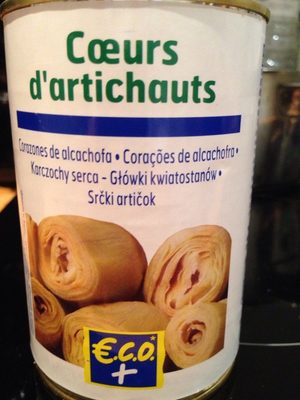 Cœurs
d'artichauts
Corazones de alcachofa • Corações de alcachofra •
Karczochy serca - Główki kwiatostanów •
Srčki artičok
€.C.O.*
+